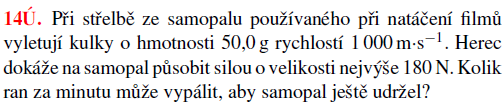 14Ú. Při střelbě ze samopalu používaného při natáčení filmů
vyletují kulky o hmotnosti 50,0 g rychlostí 1 000 m·s⁻¹. Herec
dokáže na samopal působit silou o velikosti nejvýše 180 N. Kolik
ran za minutu může vypálit, aby samopal ještě udržel?